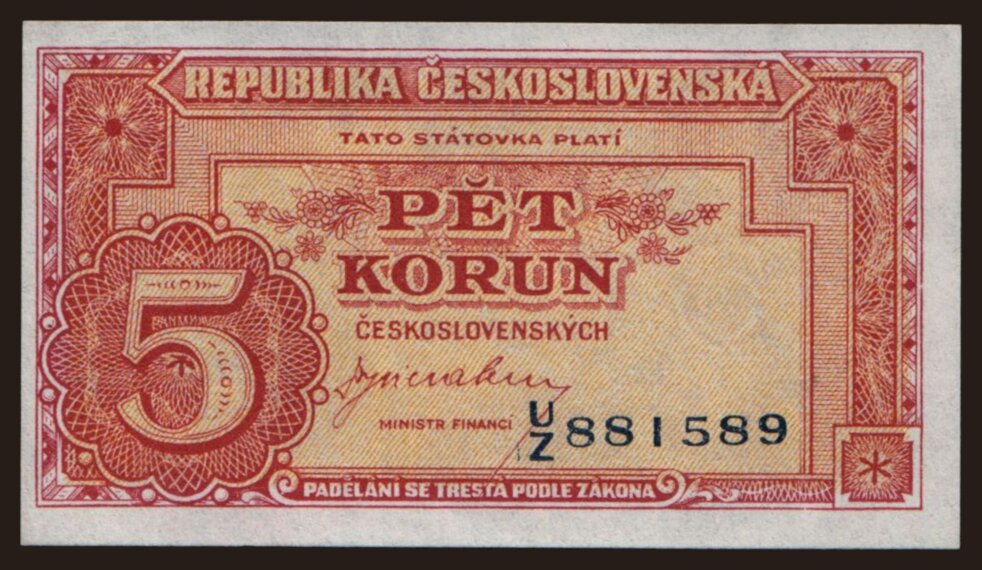 REPUBLIKA ČESKOSLOVENSKÁ
TATO STÁTOVKA PLATÍ
PĚT
KORUN
ČESKOSLOVENSKÝCH
5
MINISTR FINANCÍ
U/Z 881589
PADĚLÁNÍ SE TRESTÁ PODLE ZÁKONA